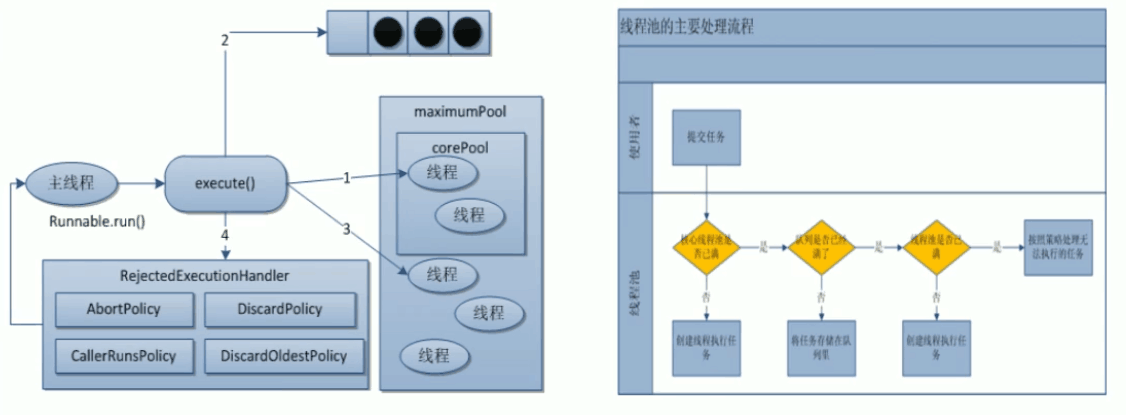 2
maximumPool
corePool
线程
线程
主线程
execute()
1
3
Runnable.run()
4
线程
线程
线程
RejectedExecutionHandler
AbortPolicy
DiscardPolicy
CallerRunsPolicy
DiscardOldestPolicy
线程池的主要处理流程
使用者
提交任务
线程池
核心线程池是
否已满
是
队列是否已经
满了
是
线程池是否已
满
是
按照策略处理无
法执行的任务
否
否
否
创建线程执行任
务
将任务存储在队
列里
创建线程执行任
务